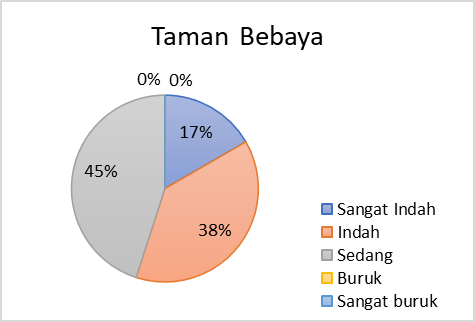 Taman Bebaya
0% 0%
17%
45%
38%
Sangat Indah
Indah
Sedang
Buruk
Sangat buruk